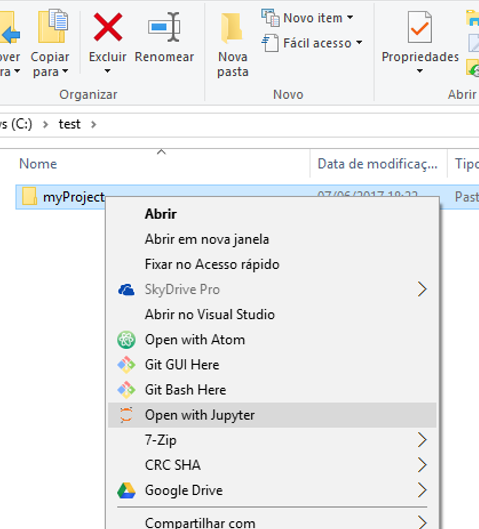 over Copiar
ra para
Excluir Renomear
Nova
pasta
Novo item
Fácil acesso
Propriedades
Organizar Novo Abrir
s (C:) test
Nome Data de modificaç... Tipo
myProject 07/06/2017 18:22 Past
Abrir
Abrir em nova janela
Fixar no Acesso rápido
SkyDrive Pro
Abrir no Visual Studio
Open with Atom
Git GUI Here
Git Bash Here
Open with Jupyter
7-Zip
CRC SHA
Google Drive
Compartilhar com